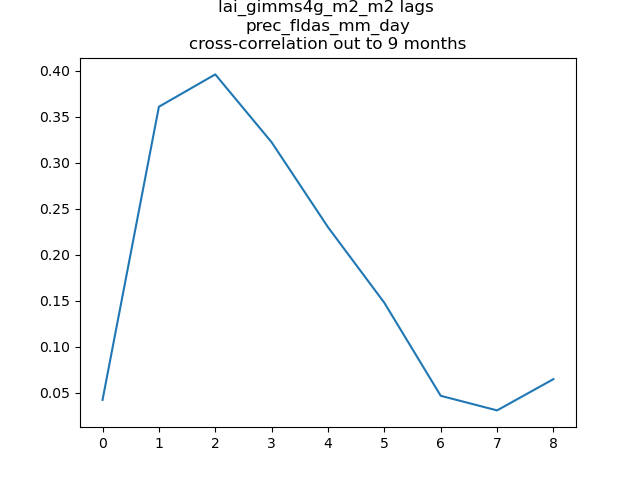 lai_gimms4g_m2_m2 lags
prec_fldas_mm_day
cross-correlation out to 9 months
0.40
0.35
0.30
0.25
0.20
0.15
0.10
0.05
0 1 2 3 4 5 6 7 8